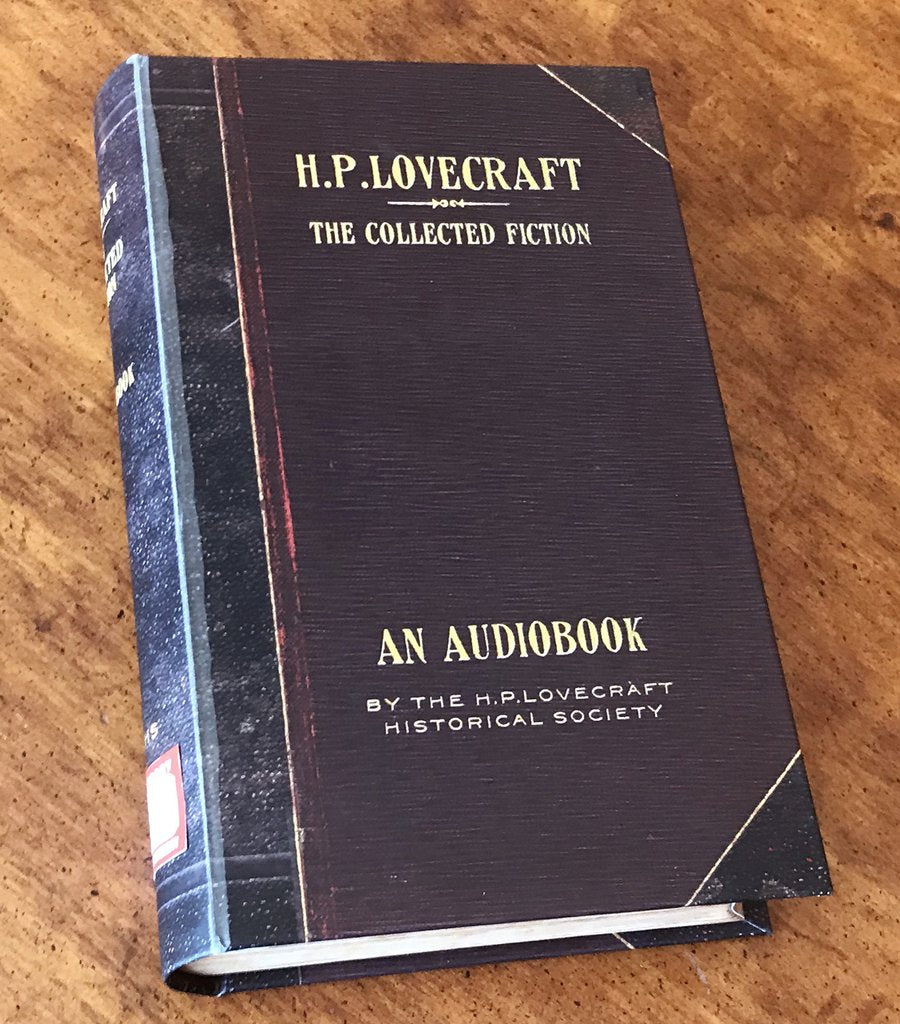 H.P.LOVECRAFT
THE COLLECTED FICTION
AN AUDIOBOOK
BY THE H.P.LOVECRAFT
HISTORICAL SOCIETY